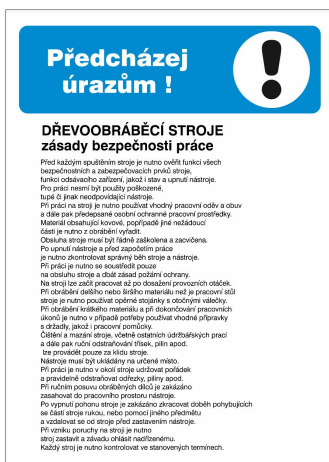 Předcházej
úrazům !
DŘEVOOBRÁBĚCÍ STROJE
zásady bezpečnosti práce
Před každým spuštěním stroje je nutno ověřit funkci všech
bezpečnostních a zabezpečovacích prvků stroje,
funkci odsávacího zařízení, jakož i stav a upnutí nástroje.
Pro práci nesmí být použity poškozené,
tupé či jinak neodpovídající nástroje.
Při práci na stroji je nutno používat vhodný pracovní oděv a obuv
a dále pak předepsané osobní ochranné pracovní prostředky.
Materiál obsahující kovové, popřípadě jiné nežádoucí
části je nutno z obrábění vyřadit.
Obsluha stroje musí být řádně zaškolena a zacvičena.
Po upnutí nástroje a před započetím práce
je nutno zkontrolovat správný běh stroje a nástroje.
Při práci je nutno se soustředit pouze
na obsluhu stroje a dbát zásad požární ochrany.
Na stroji lze začít pracovat až po dosažení provozních otáček.
Při obrábění delšího nebo širšího materiálu než je pracovní stůl
stroje je nutno používat opěrné stojánky s otočnými válečky.
Při obrábění krátkého materiálu a při dokončování pracovních
úkonů je nutno v případě potřeby používat vhodné přípravky
s držadly, jakož i pracovní pomůcky.
Čištění a mazání stroje, včetně ostatních údržbářských prací
a dále pak ruční odstraňování třísek, pilin apod.
lze provádět pouze za klidu stroje.
Nástroje musí být ukládány na určené místo.
Při práci je nutno v okolí stroje udržovat pořádek
a pravidelně odstraňovat odřezky, piliny apod.
Při ručním posuvu obráběných dílců je zakázáno
zasahovat do pracovního prostoru nástroje.
Po vypnutí pohonu stroje je zakázáno zkracovat doběh pohybujících
se částí stroje rukou, nebo pomocí jiného předmětu
a vzdalovat se od stroje před zastavením nástroje.
Při vzniku poruchy na stroji je nutno
stroj zastavit a závadu ohlásit nadřízenému.
Každý stroj je nutno kontrolovat ve stanovených termínech.